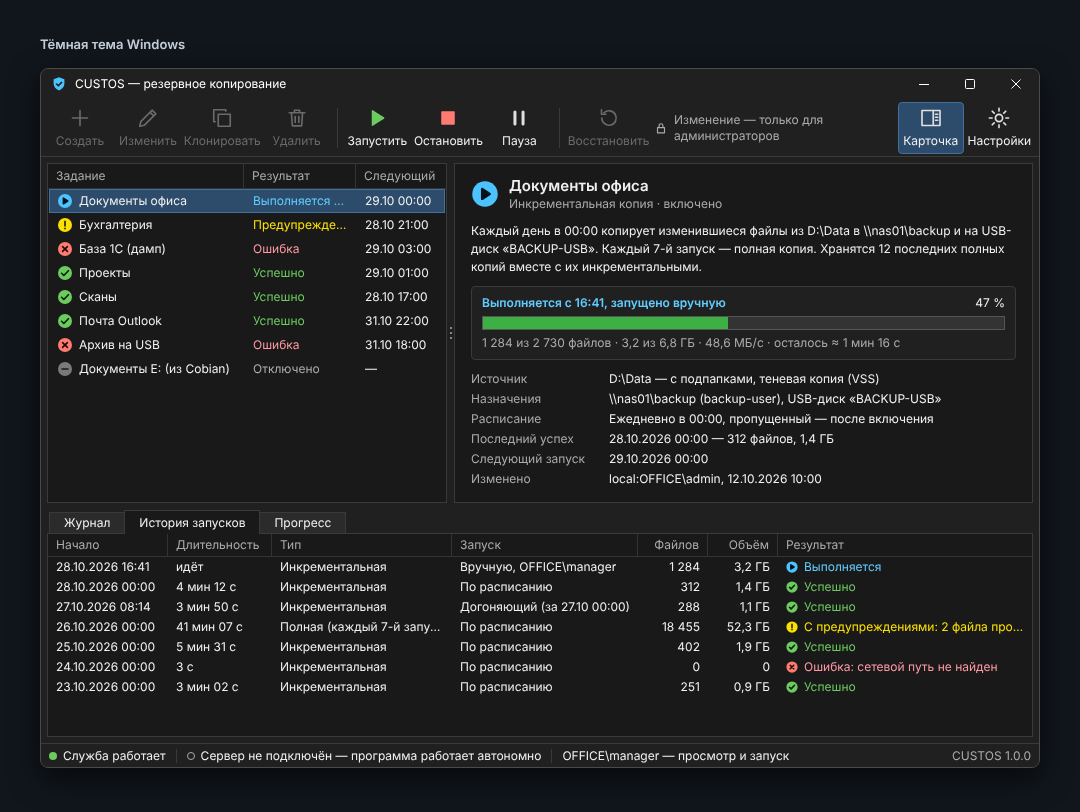 Тёмная тема Windows
CUSTOS — резервное копирование
Создать Изменить Клонировать Удалить Запустить Остановить Пауза Восстановить
Изменение — только для
администраторов
Карточка Настройки
Задание Результат Следующий
Документы офиса Выполняется ... 29.10 00:00
Бухгалтерия Предупрежде... 28.10 21:00
База 1С (дамп) Ошибка 29.10 03:00
Проекты Успешно 29.10 01:00
Сканы Успешно 28.10 17:00
Почта Outlook Успешно 31.10 22:00
Архив на USB Ошибка 31.10 18:00
Документы E: (из Cobian) Отключено —
Документы офиса
Инкрементальная копия · включено
Каждый день в 00:00 копирует изменившиеся файлы из D:\Data в \\nas01\backup и на USB-
диск «BACKUP-USB». Каждый 7-й запуск — полная копия. Хранятся 12 последних полных
копий вместе с их инкрементальными.
Выполняется с 16:41, запущено вручную 47 %
1 284 из 2 730 файлов · 3,2 из 6,8 ГБ · 48,6 МБ/с · осталось ≈ 1 мин 16 с
Источник D:\Data — с подпапками, теневая копия (VSS)
Назначения \\nas01\backup (backup-user), USB-диск «BACKUP-USB»
Расписание Ежедневно в 00:00, пропущенный — после включения
Последний успех 28.10.2026 00:00 — 312 файлов, 1,4 ГБ
Следующий запуск 29.10.2026 00:00
Изменено local:OFFICE\admin, 12.10.2026 10:00
Журнал История запусков Прогресс
Начало Длительность Тип Запуск Файлов Объём Результат
28.10.2026 16:41 идёт Инкрементальная Вручную, OFFICE\manager 1 284 3,2 ГБ Выполняется
28.10.2026 00:00 4 мин 12 с Инкрементальная По расписанию 312 1,4 ГБ Успешно
27.10.2026 08:14 3 мин 50 с Инкрементальная Догоняющий (за 27.10 00:00) 288 1,1 ГБ Успешно
26.10.2026 00:00 41 мин 07 с Полная (каждый 7-й запу... По расписанию 18 455 52,3 ГБ С предупреждениями: 2 файла про...
25.10.2026 00:00 5 мин 31 с Инкрементальная По расписанию 402 1,9 ГБ Успешно
24.10.2026 00:00 3 с Инкрементальная По расписанию 0 0 Ошибка: сетевой путь не найден
23.10.2026 00:00 3 мин 02 с Инкрементальная По расписанию 251 0,9 ГБ Успешно
Служба работает Сервер не подключён — программа работает автономно OFFICE\manager — просмотр и запуск CUSTOS 1.0.0